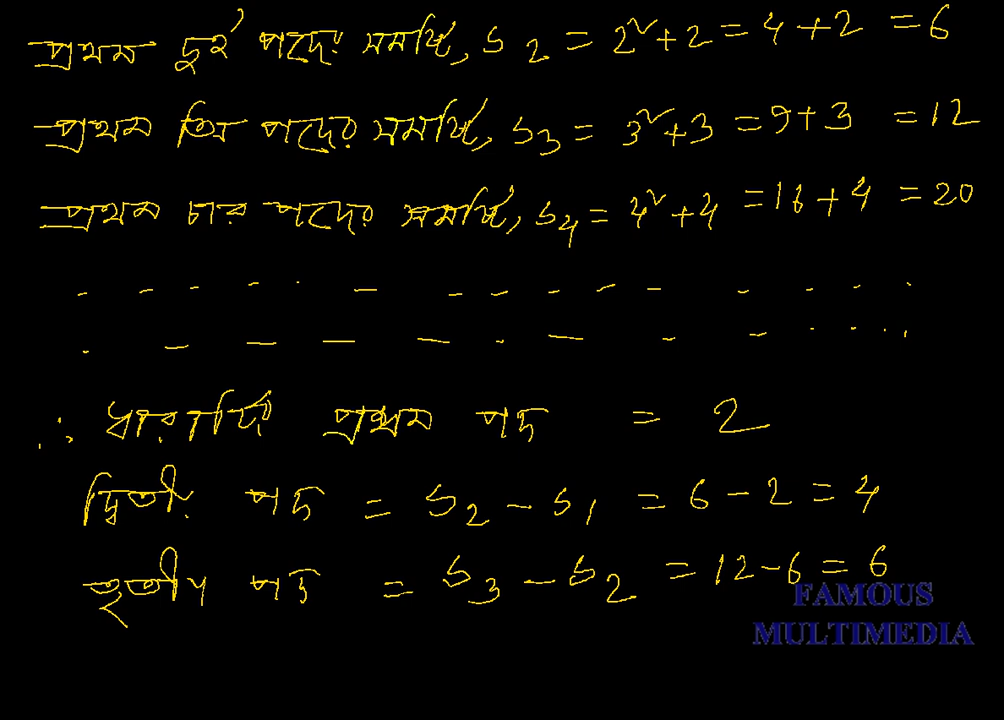 প্রথম দুই পদের সমষ্টি, S₂ = 2² + 2 = 4 + 2 = 6
প্রথম তিন পদের সমষ্টি, S₃ = 3² + 3 = 9 + 3 = 12
প্রথম চার পদের সমষ্টি, S₄ = 4² + 4 = 16 + 4 = 20
∴ ধারাটির প্রথম পদ = 2
দ্বিতীয় পদ = S₂ − S₁ = 6 − 2 = 4
তৃতীয় পদ = S₃ − S₂ = 12 − 6 = 6
FAMOUS
MULTIMEDIA